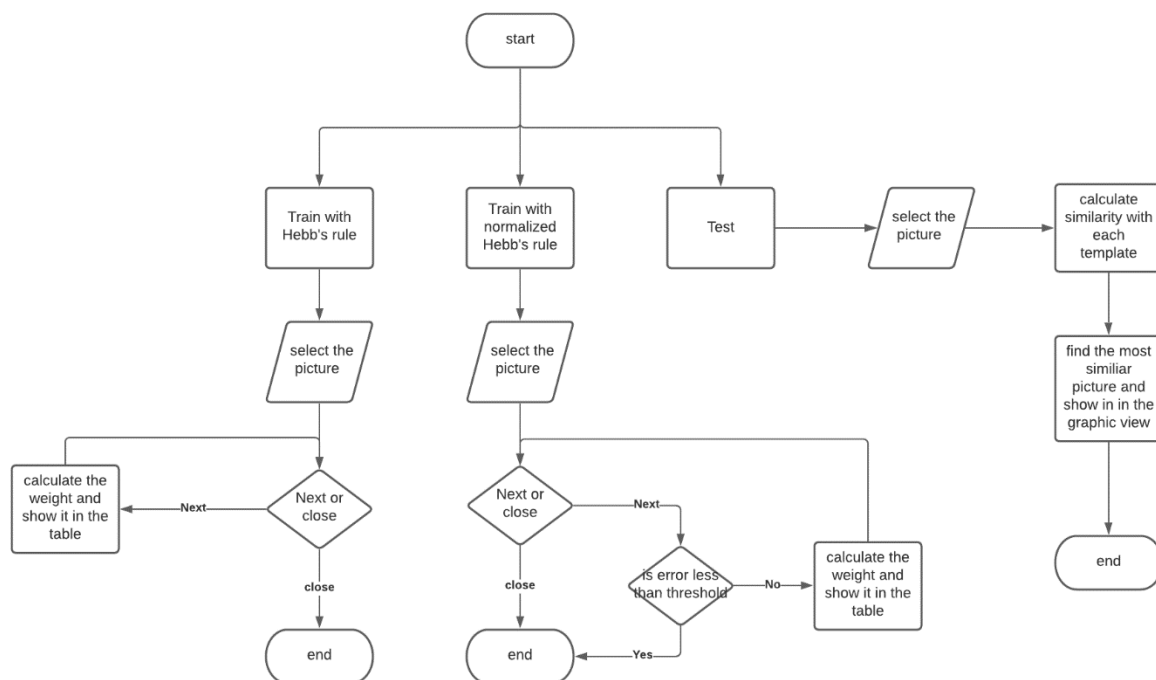 start
Train with
Hebb's rule
Train with
normalized
Hebb's rule
Test
select the
picture
calculate
similarity with
each
template
select the
picture
select the
picture
find the most
similiar
picture and
show in in the
graphic view
calculate the
weight and
show it in the
table
Next
Next or
close
Next or
close
Next
is error less
than threshold
No
calculate the
weight and
show it in the
table
end
close
close
end
end
Yes